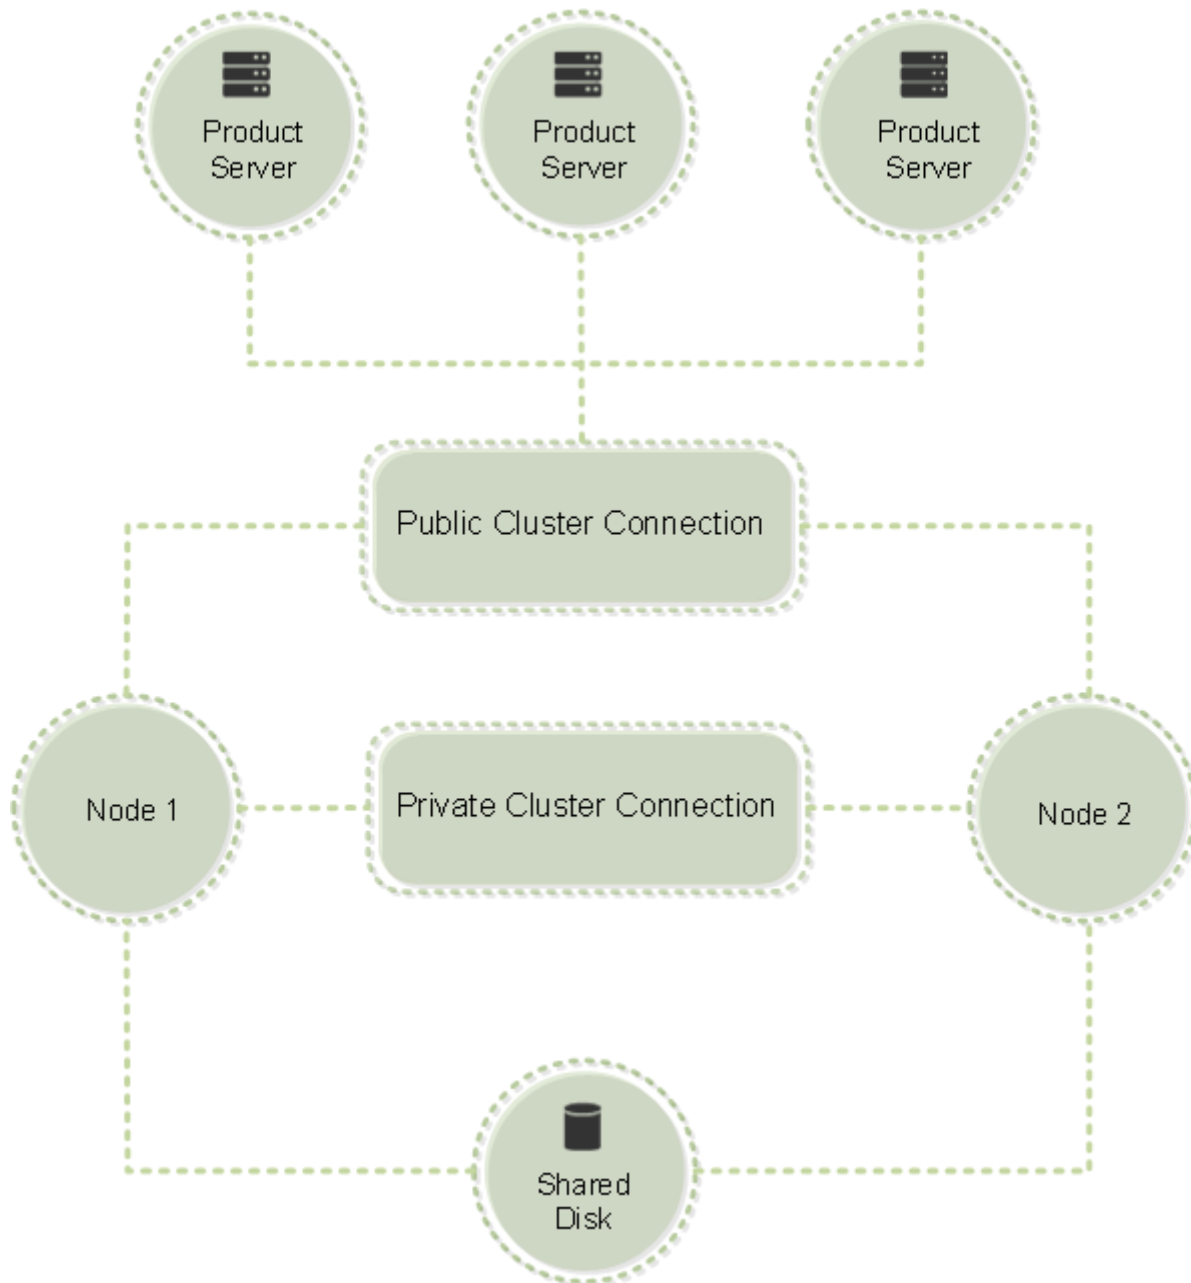 Product
Server
Product
Server
Product
Server
Public Cluster Connection
Node 1
Private Cluster Connection
Node 2
Shared
Disk